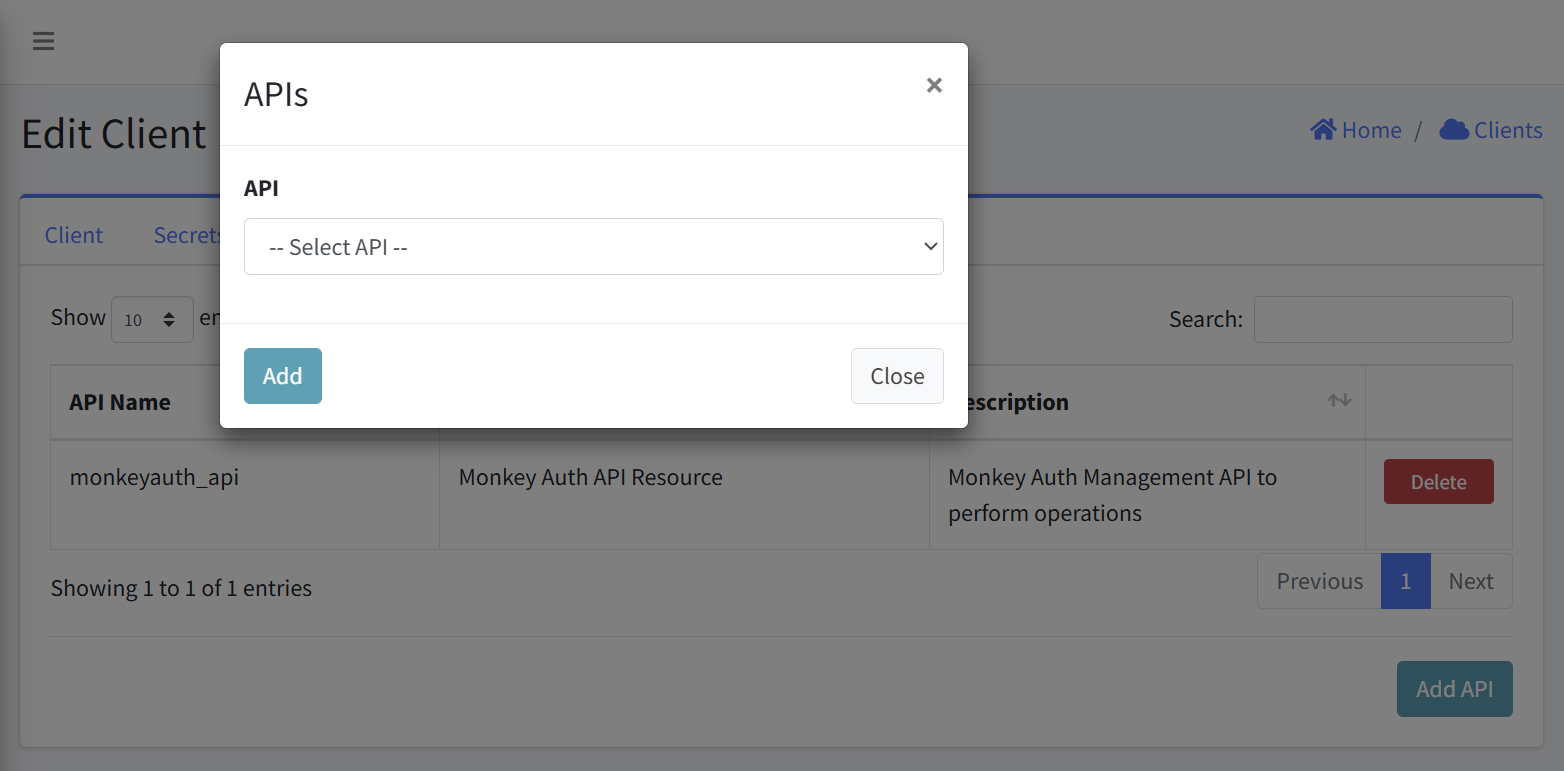 APIs
×
Edit Client
Home / Clients
API
Client
Secrets
-- Select API --
Show 10
Search:
Add
Close
API Name
escription
monkeyauth_api
Monkey Auth API Resource
Monkey Auth Management API to
perform operations
Delete
Showing 1 to 1 of 1 entries
Previous 1 Next
Add API